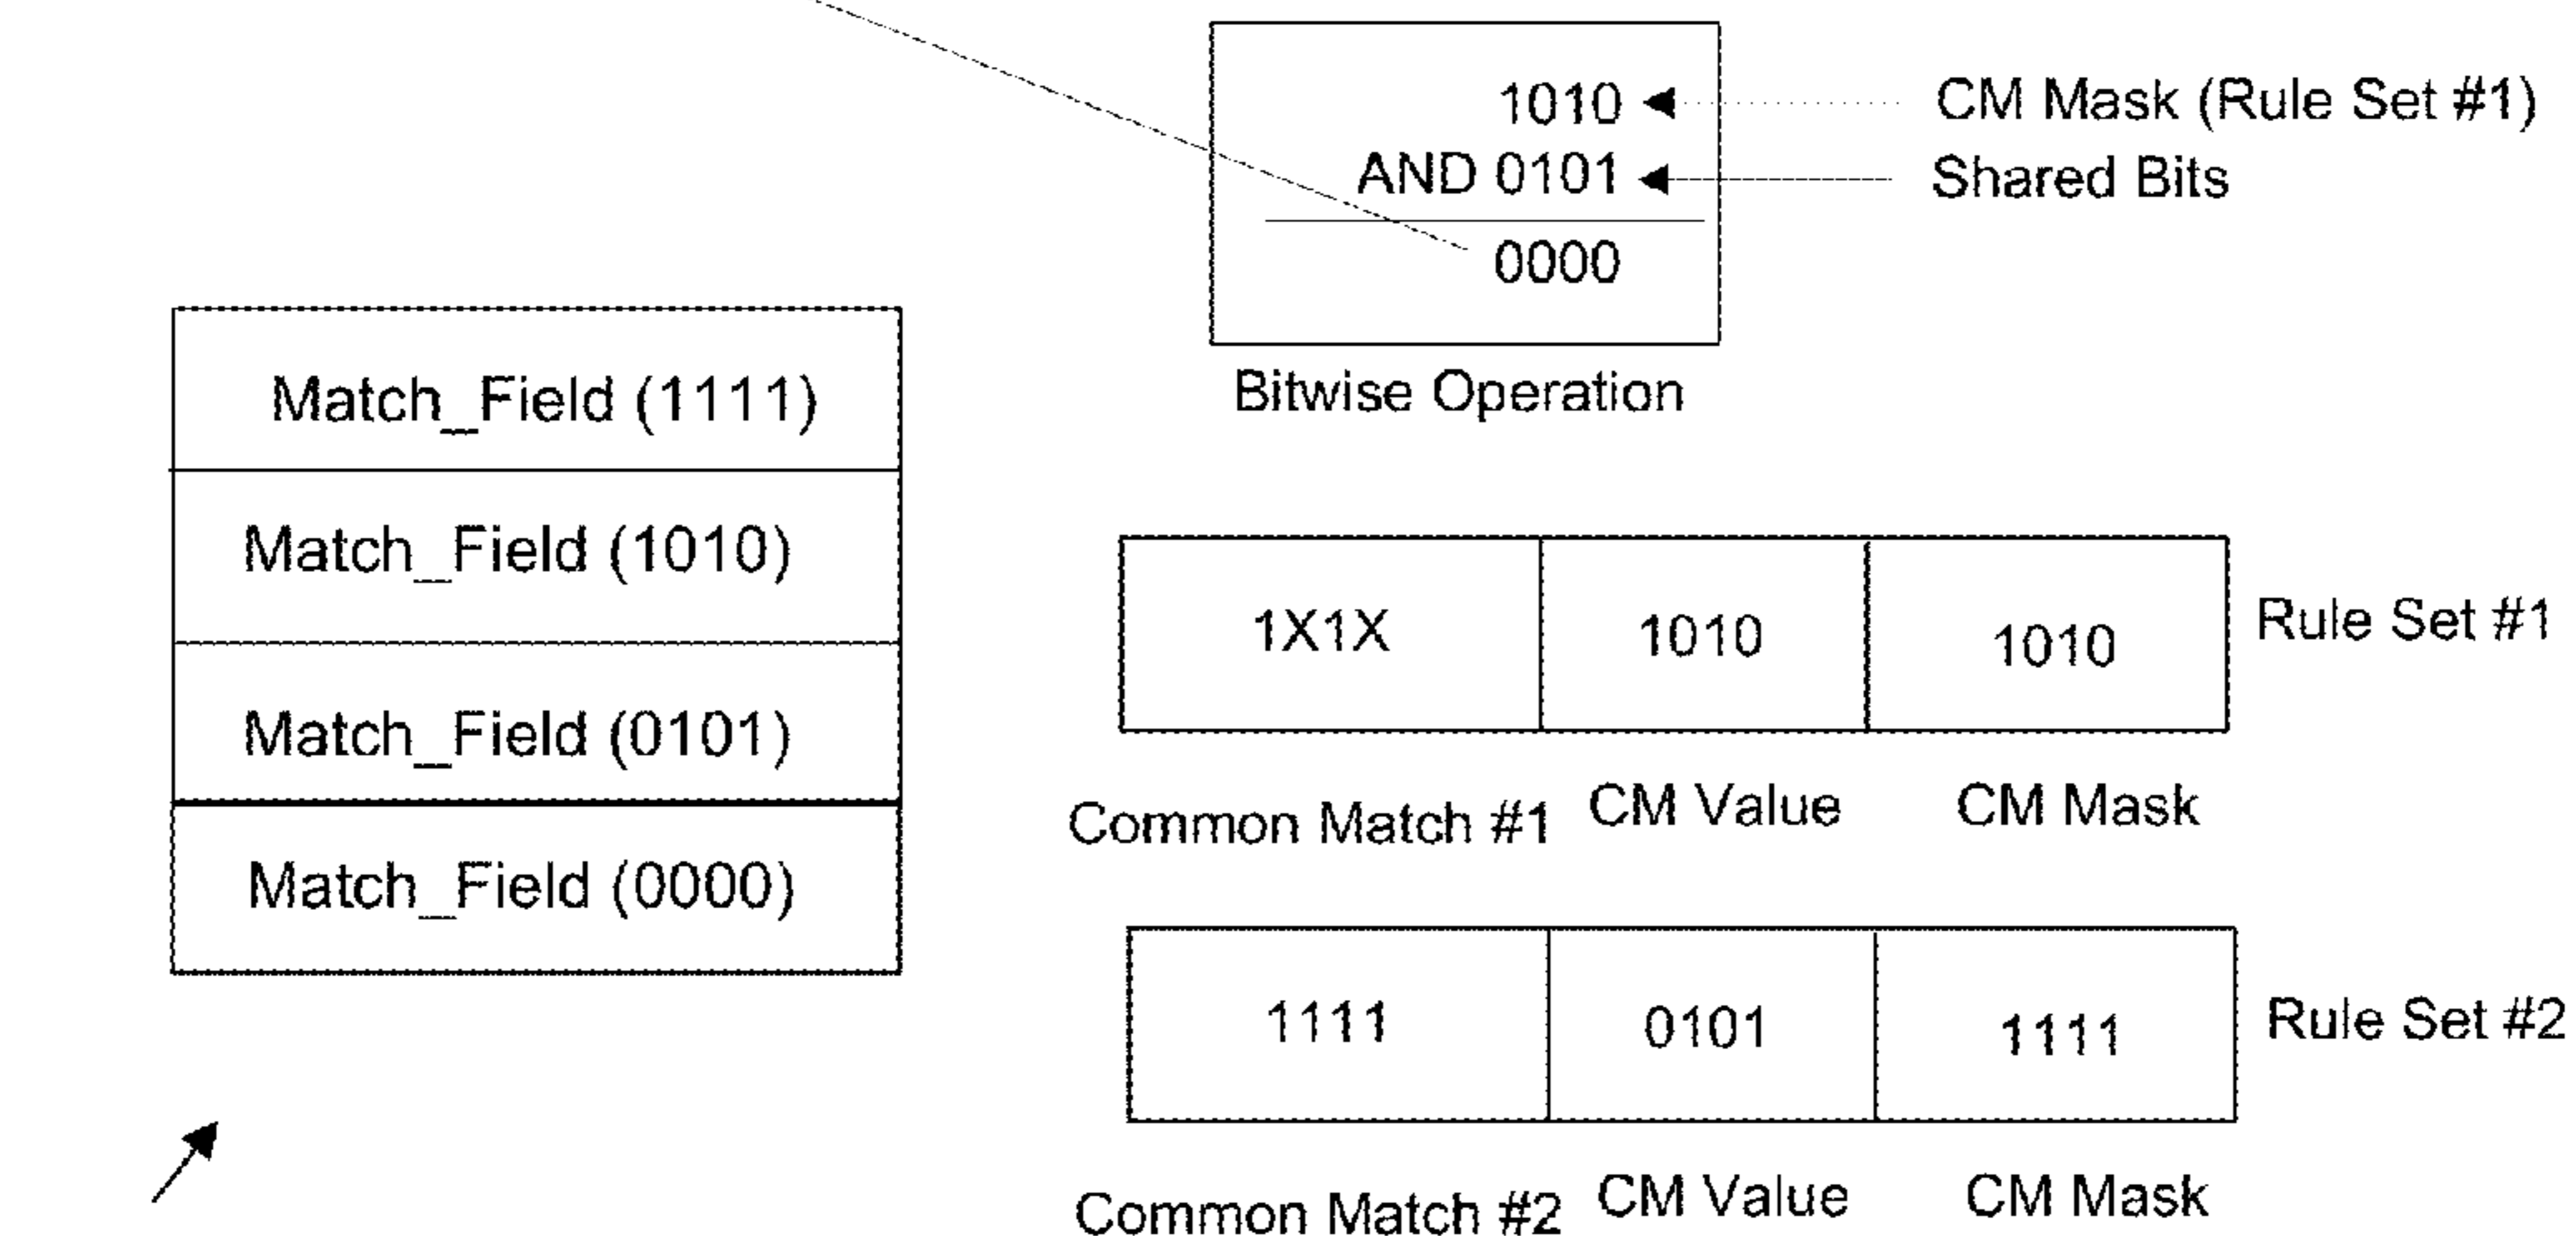 1010
CM Mask (Rule Set #1)
AND 0101
Shared Bits
0000
Bitwise Operation
Match_Field (1111)
Match_Field (1010)
Match_Field (0101)
Match_Field (0000)
1X1X
1010
1010
Rule Set #1
Common Match #1
CM Value
CM Mask
1111
0101
1111
Rule Set #2
Common Match #2
CM Value
CM Mask